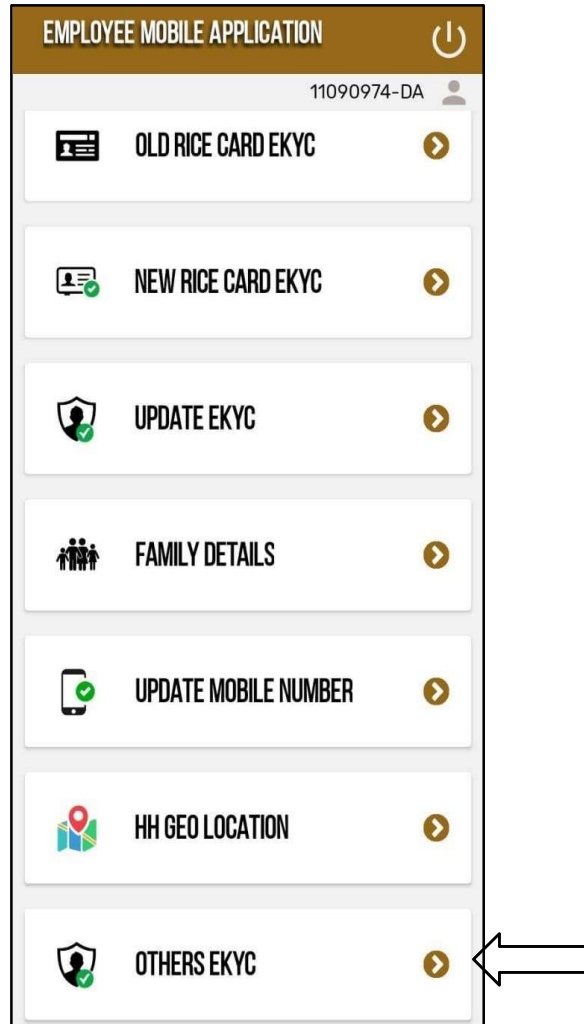 EMPLOYEE MOBILE APPLICATION
11090974-DA
OLD RICE CARD EKYC
NEW RICE CARD EKYC
UPDATE EKYC
FAMILY DETAILS
UPDATE MOBILE NUMBER
HH GEO LOCATION
OTHERS EKYC